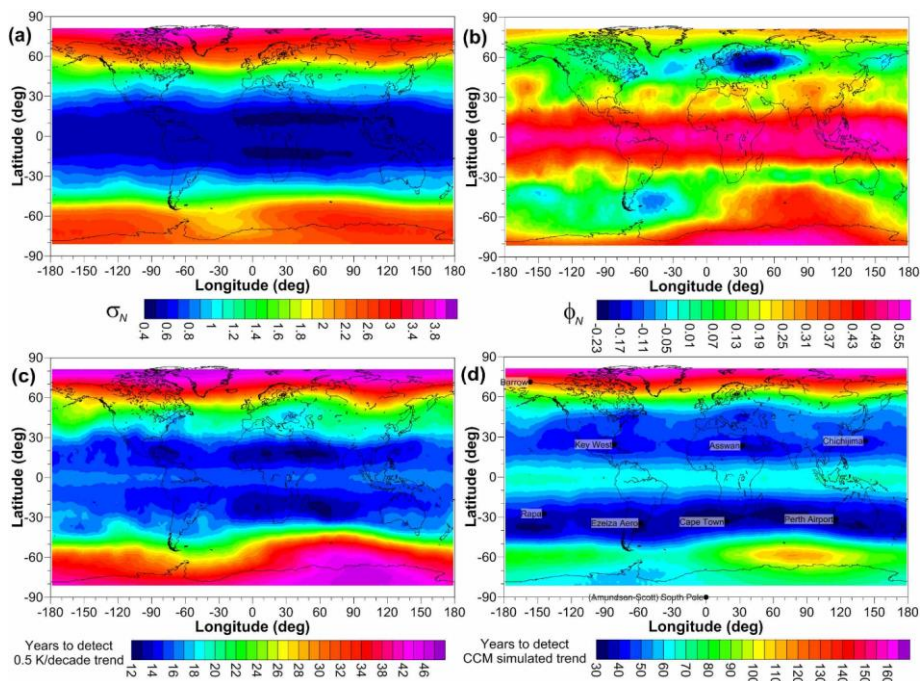 (a)
90
60
30
0
-30
-60
-90
Latitude (deg)
-180 -150 -120 -90 -60 -30 0 30 60 90 120 150 180
Longitude (deg)
σN
0.4 0.6 0.8 1 1.2 1.4 1.6 1.8 2 2.2 2.6 3 3.4 3.8
(b)
90
60
30
0
-30
-60
-90
Latitude (deg)
-180 -150 -120 -90 -60 -30 0 30 60 90 120 150 180
Longitude (deg)
ϕN
-0.23 -0.17 -0.11 -0.05 0.01 0.07 0.13 0.19 0.25 0.31 0.37 0.43 0.49 0.55
(c)
90
60
30
0
-30
-60
-90
Latitude (deg)
-180 -150 -120 -90 -60 -30 0 30 60 90 120 150 180
Longitude (deg)
Years to detect
0.5 K/decade trend
12 14 16 18 20 22 24 26 28 30 34 38 42 46
(d)
90
60
30
0
-30
-60
-90
Latitude (deg)
Barrow
Key West
Asswan
Chichijima
Rapa
Ezeiza Aero
Cape Town
Perth Airport
(Amundsen-Scott) South Pole
-180 -150 -120 -90 -60 -30 0 30 60 90 120 150 180
Longitude (deg)
Years to detect
CCM simulated trend
30 40 50 60 70 80 90 100 110 120 130 140 150 160